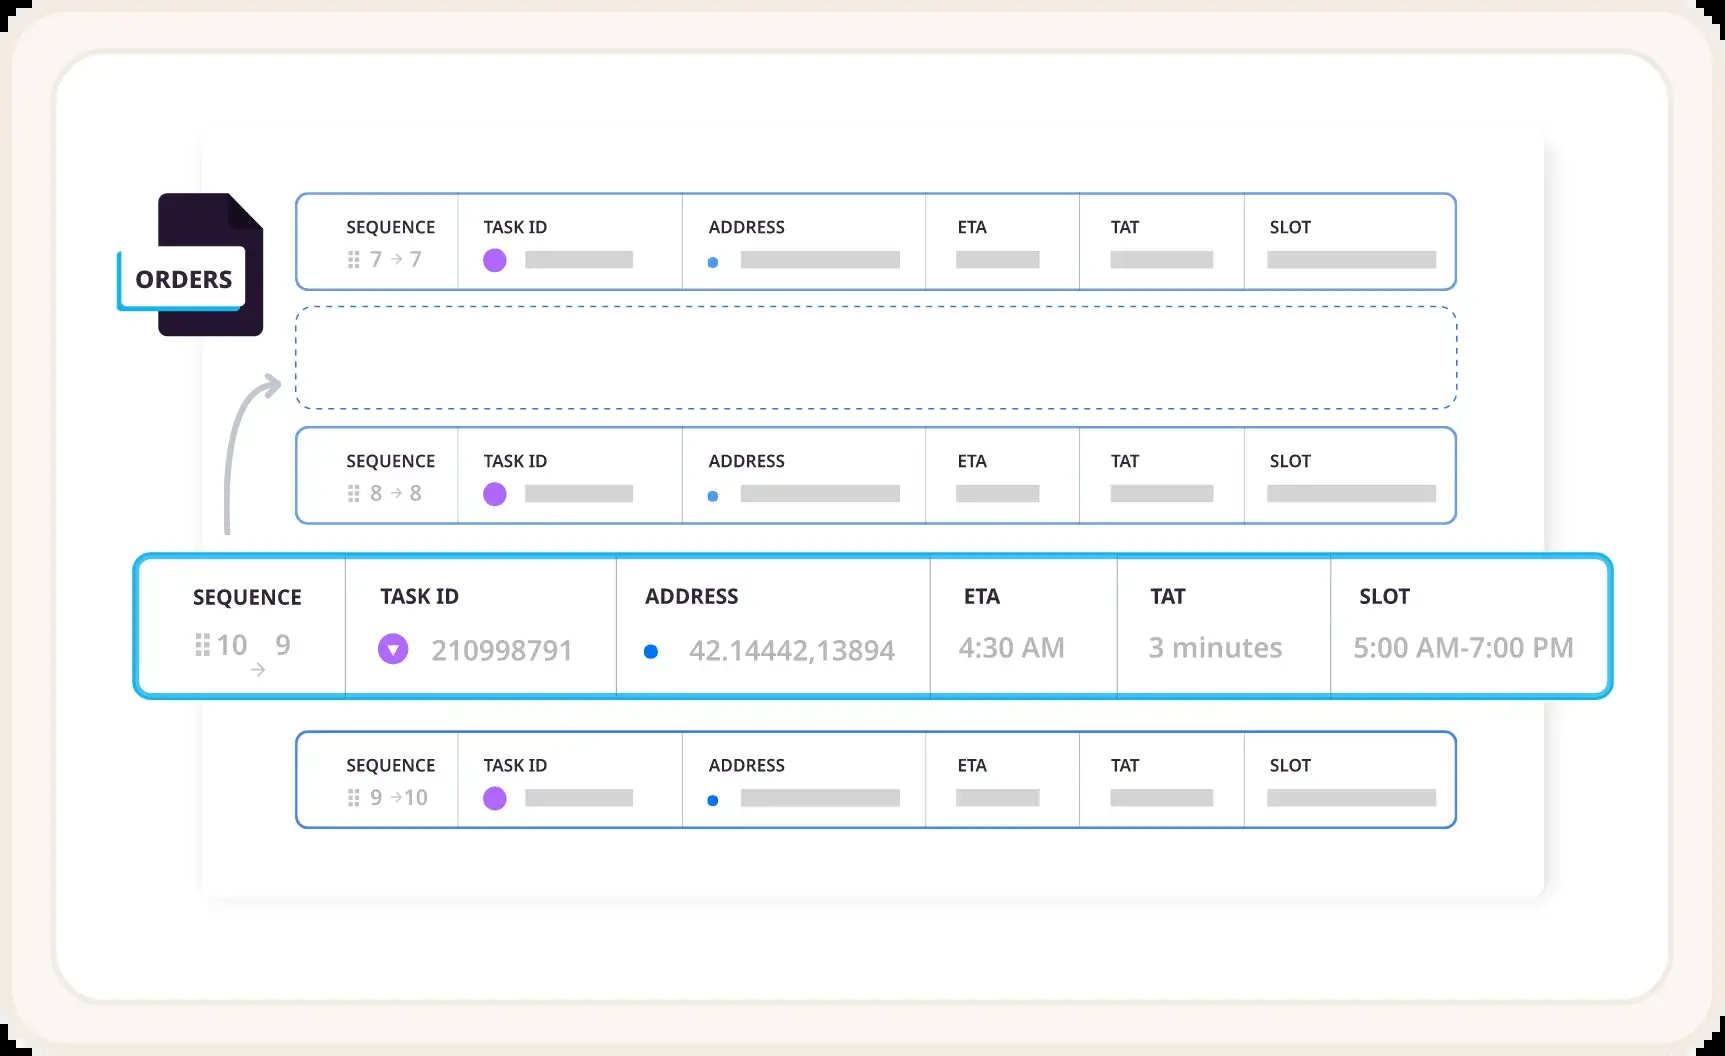 SEQUENCE TASK ID ADDRESS ETA TAT SLOT
7 → 7
ORDERS
SEQUENCE TASK ID ADDRESS ETA TAT SLOT
8 → 8
SEQUENCE TASK ID ADDRESS ETA TAT SLOT
10 → 9 210998791 42.14442,13894 4:30 AM 3 minutes 5:00 AM-7:00 PM
SEQUENCE TASK ID ADDRESS ETA TAT SLOT
9 →10